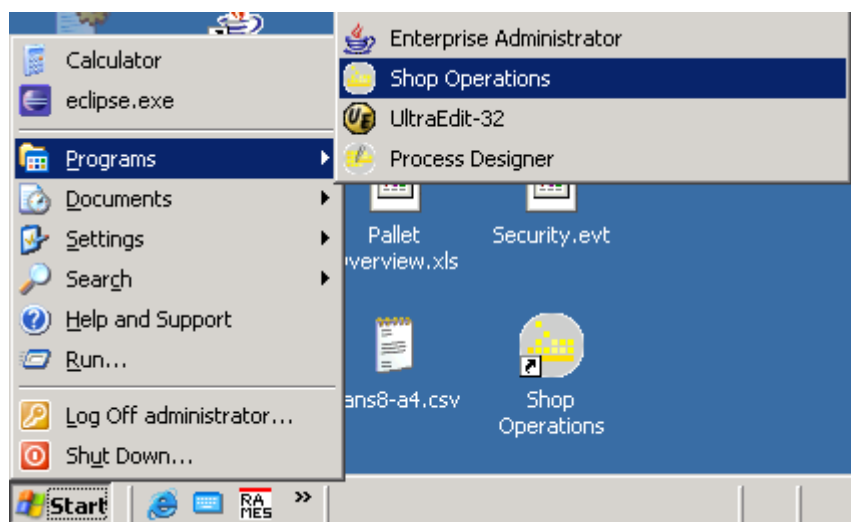 Calculator
eclipse.exe
Programs
Documents
Settings
Search
Help and Support
Run...
Log Off administrator...
Shut Down...
Start
RA
MES
»
Enterprise Administrator
Shop Operations
UltraEdit-32
Process Designer
Pallet
verview.xls
Security.evt
ans8-a4.csv
Shop
Operations